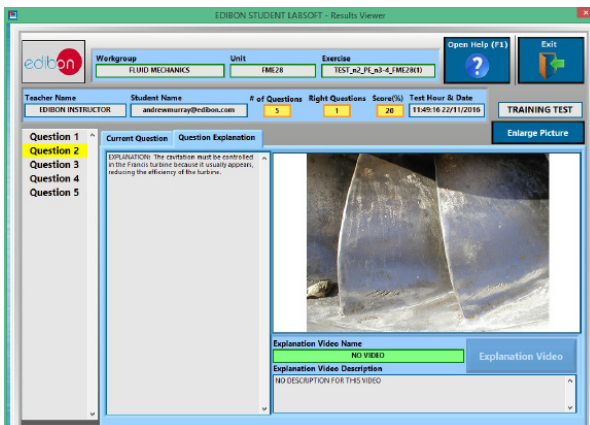 EDIBON STUDENT LABSOFT - Results Viewer
edibon
Workgroup
FLUID MECHANICS
Unit
FME28
Exercise
TEST_n2_PE_n3-4_FME28(1)
Open Help (F1)
?
Exit
Teacher Name
EDIBON INSTRUCTOR
Student Name
andrewmurray@edibon.com
# of Questions
5
Right Questions
1
Score(%)
20
Test Hour & Date
11:49:16 22/11/2016
TRAINING TEST
Enlarge Picture
Question 1
Question 2
Question 3
Question 4
Question 5
Current Question
Question Explanation
EXPLANATION: The cavitation must be controlled
in the Francis turbine because it usually appears,
reducing the efficiency of the turbine.
Explanation Video Name
NO VIDEO
Explanation Video
Explanation Video Description
NO DESCRIPTION FOR THIS VIDEO